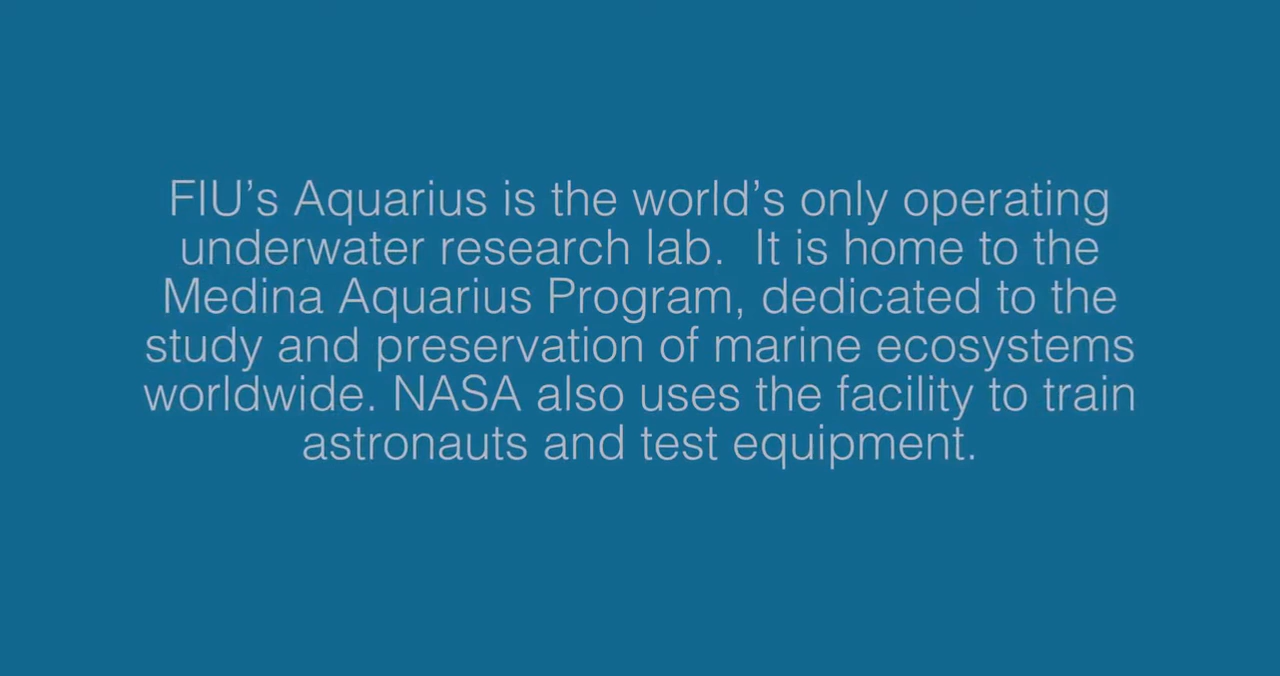 FIU’s Aquarius is the world’s only operating
underwater research lab.  It is home to the
Medina Aquarius Program, dedicated to the
study and preservation of marine ecosystems
worldwide. NASA also uses the facility to train
astronauts and test equipment.